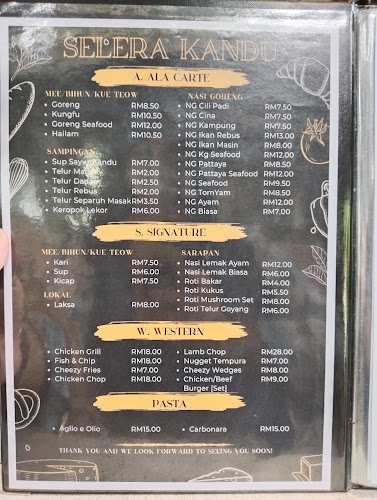 SELERA KANDU
A. ALA CARTE
MEE/BIHUN/KUE TEOW
Goreng RM8.50
Kungfu RM10.50
Goreng Seafood RM12.00
Hailam RM10.50
SAMPINGAN
Sup Sayur Kandu RM7.00
Telur Mata RM2.00
Telur Dadar RM2.50
Telur Rebus RM2.00
Telur Separuh Masak RM3.50
Keropok Lekor RM6.00
NASI GORENG
NG Cili Padi RM7.50
NG Cina RM7.50
NG Kampung RM7.50
NG Ikan Rebus RM13.00
NG Ikan Masin RM8.00
NG Kg Seafood RM12.00
NG Pattaya RM8.50
NG Pattaya Seafood RM12.00
NG Seafood RM9.50
NG TomYam RM8.50
NG Ayam RM12.00
NG Biasa RM7.00
S. SIGNATURE
MEE/BIHUN/KUE TEOW
Kari RM7.50
Sup RM6.00
Kicap RM7.50
LOKAL
Laksa RM8.00
SARAPAN
Nasi Lemak Ayam RM12.00
Nasi Lemak Biasa RM6.00
Roti Bakar RM4.00
Roti Kukus RM5.50
Roti Mushroom Set RM8.00
Roti Telur Goyang RM6.00
W. WESTERN
Chicken Grill RM18.00
Fish & Chip RM18.00
Cheezy Fries RM7.00
Chicken Chop RM18.00
Lamb Chop RM28.00
Nugget Tempura RM7.00
Cheezy Wedges RM8.00
Chicken/Beef RM9.00
Burger [Set]
PASTA
Aglio e Olio RM15.00
Carbonara RM15.00
THANK YOU AND WE LOOK FORWARD TO SEEING YOU SOON!